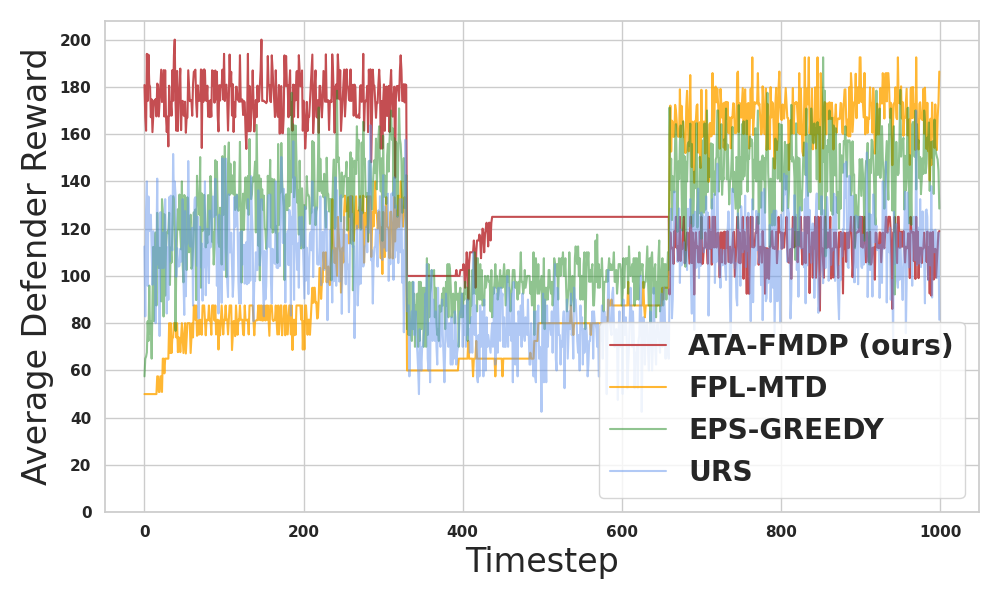 Average Defender Reward
200
180
160
140
120
100
80
60
40
20
0
0 200 400 600 800 1000
Timestep
ATA-FMDP (ours)
FPL-MTD
EPS-GREEDY
URS